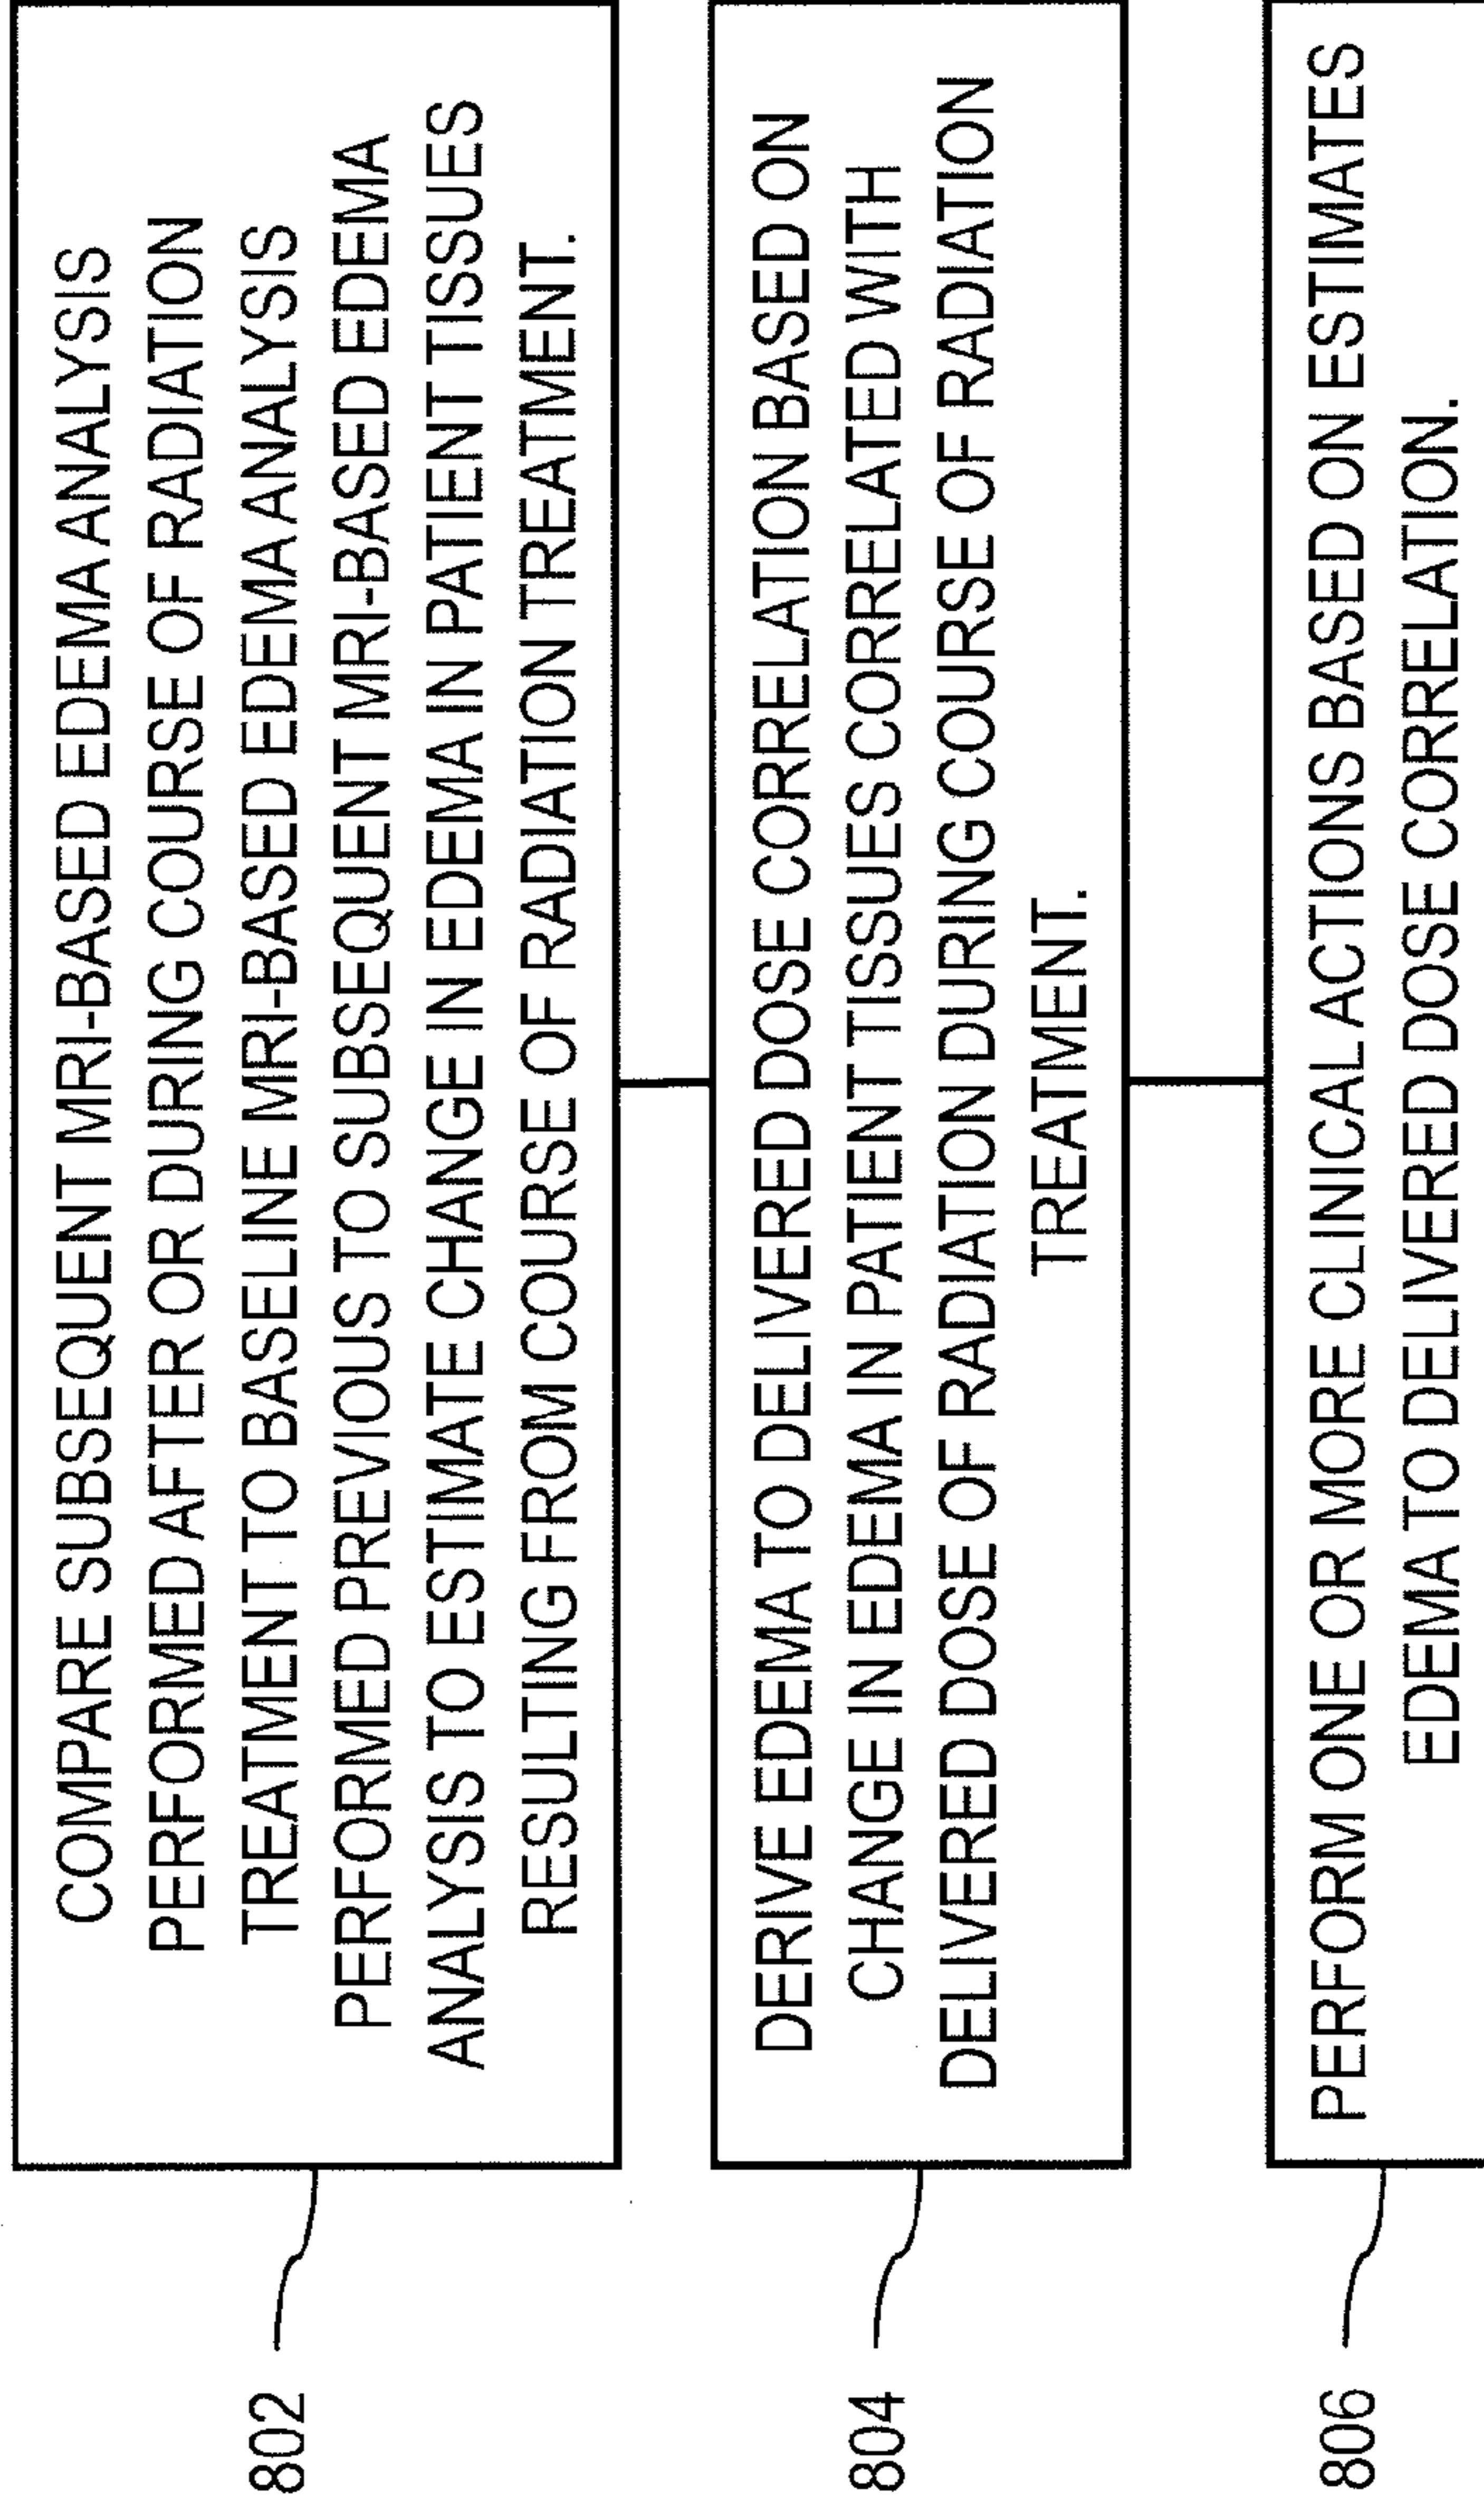 802
COMPARE SUBSEQUENT MRI-BASED EDEMA ANALYSIS
PERFORMED AFTER OR DURING COURSE OF RADIATION
TREATMENT TO BASELINE MRI-BASED EDEMA ANALYSIS
PERFORMED PREVIOUS TO SUBSEQUENT MRI-BASED EDEMA
ANALYSIS TO ESTIMATE CHANGE IN EDEMA IN PATIENT TISSUES
RESULTING FROM COURSE OF RADIATION TREATMENT.
804
DERIVE EDEMA TO DELIVERED DOSE CORRELATION BASED ON
CHANGE IN EDEMA IN PATIENT TISSUES CORRELATED WITH
DELIVERED DOSE OF RADIATION DURING COURSE OF RADIATION
TREATMENT.
806
PERFORM ONE OR MORE CLINICAL ACTIONS BASED ON ESTIMATES
EDEMA TO DELIVERED DOSE CORRELATION.